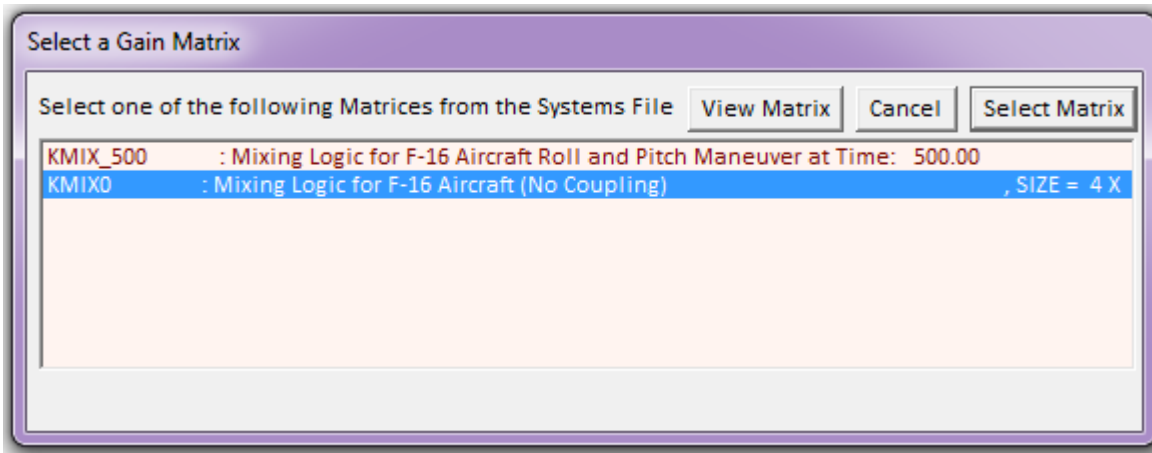 Select a Gain Matrix
Select one of the following Matrices from the Systems File View Matrix Cancel Select Matrix
KMIX_500 : Mixing Logic for F-16 Aircraft Roll and Pitch Maneuver at Time: 500.00
KMIX0 : Mixing Logic for F-16 Aircraft (No Coupling) , SIZE = 4 X